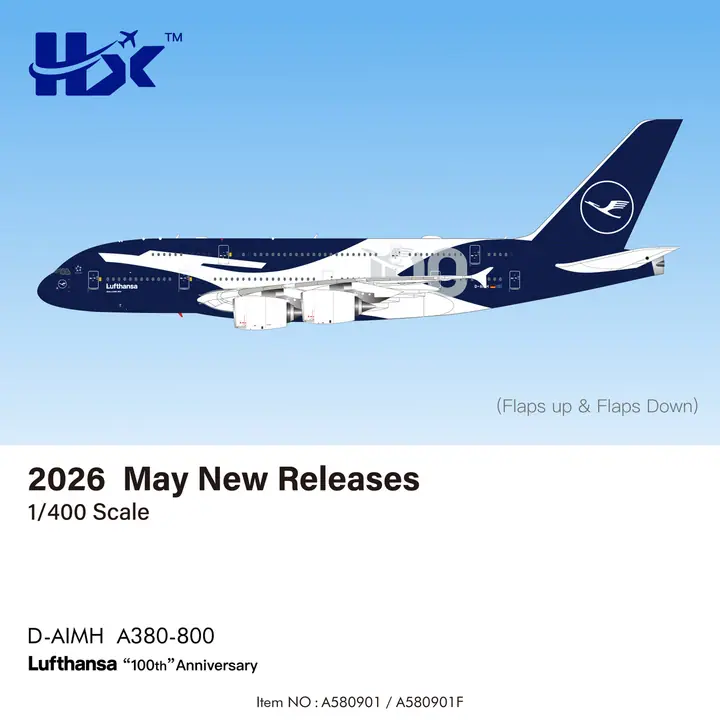 HX™
Lufthansa
(Flaps up & Flaps Down)
2026 May New Releases
1/400 Scale
D-AIMH A380-800
Lufthansa “100th” Anniversary
Item NO : A580901 / A580901F